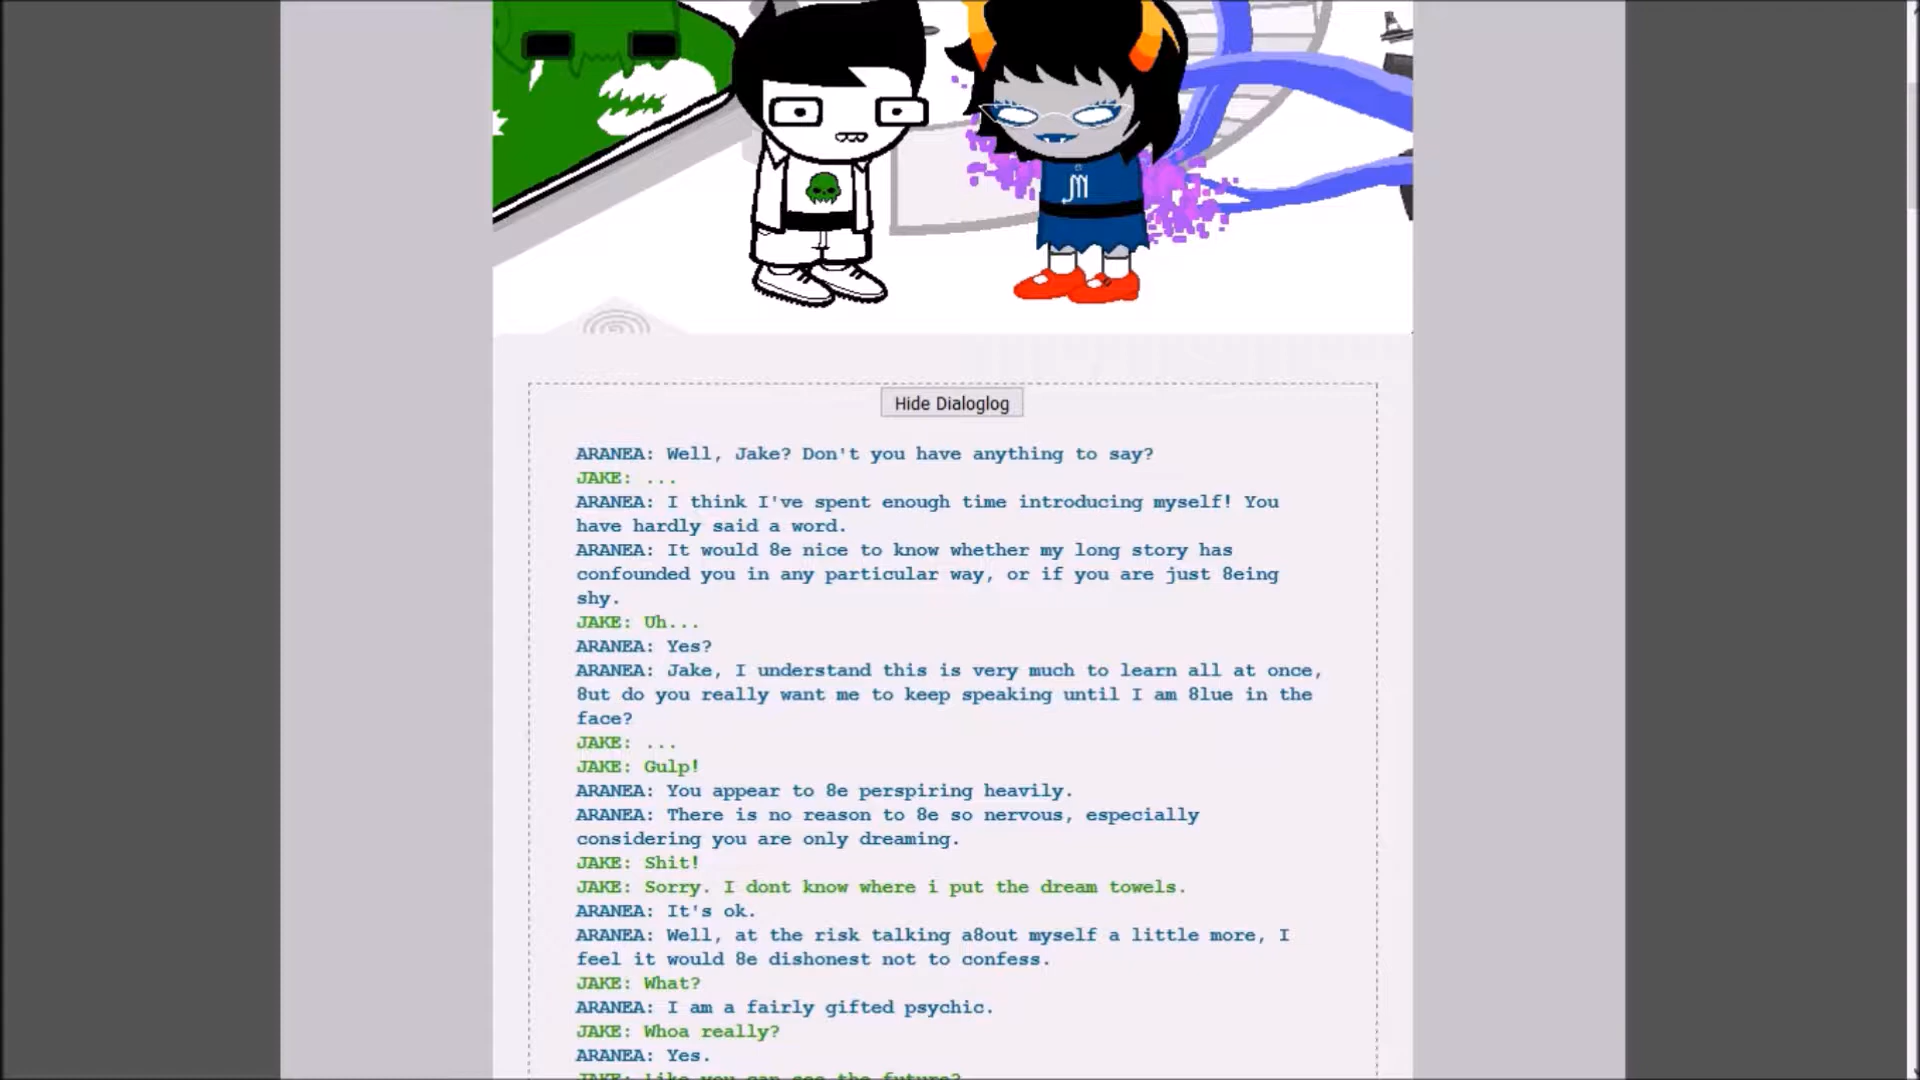 Hide Dialoglog
ARANEA: Well, Jake? Don't you have anything to say?
JAKE: ...
ARANEA: I think I've spent enough time introducing myself! You
have hardly said a word.
ARANEA: It would 8e nice to know whether my long story has
confounded you in any particular way, or if you are just 8eing
shy.
JAKE: Uh...
ARANEA: Yes?
ARANEA: Jake, I understand this is very much to learn all at once,
8ut do you really want me to keep speaking until I am 8lue in the
face?
JAKE: ...
JAKE: Gulp!
ARANEA: You appear to 8e perspiring heavily.
ARANEA: There is no reason to 8e so nervous, especially
considering you are only dreaming.
JAKE: Shit!
JAKE: Sorry. I dont know where i put the dream towels.
ARANEA: It's ok.
ARANEA: Well, at the risk talking a8out myself a little more, I
feel it would 8e dishonest not to confess.
JAKE: What?
ARANEA: I am a fairly gifted psychic.
JAKE: Whoa really?
ARANEA: Yes.
JAKE: Like you can see the future?